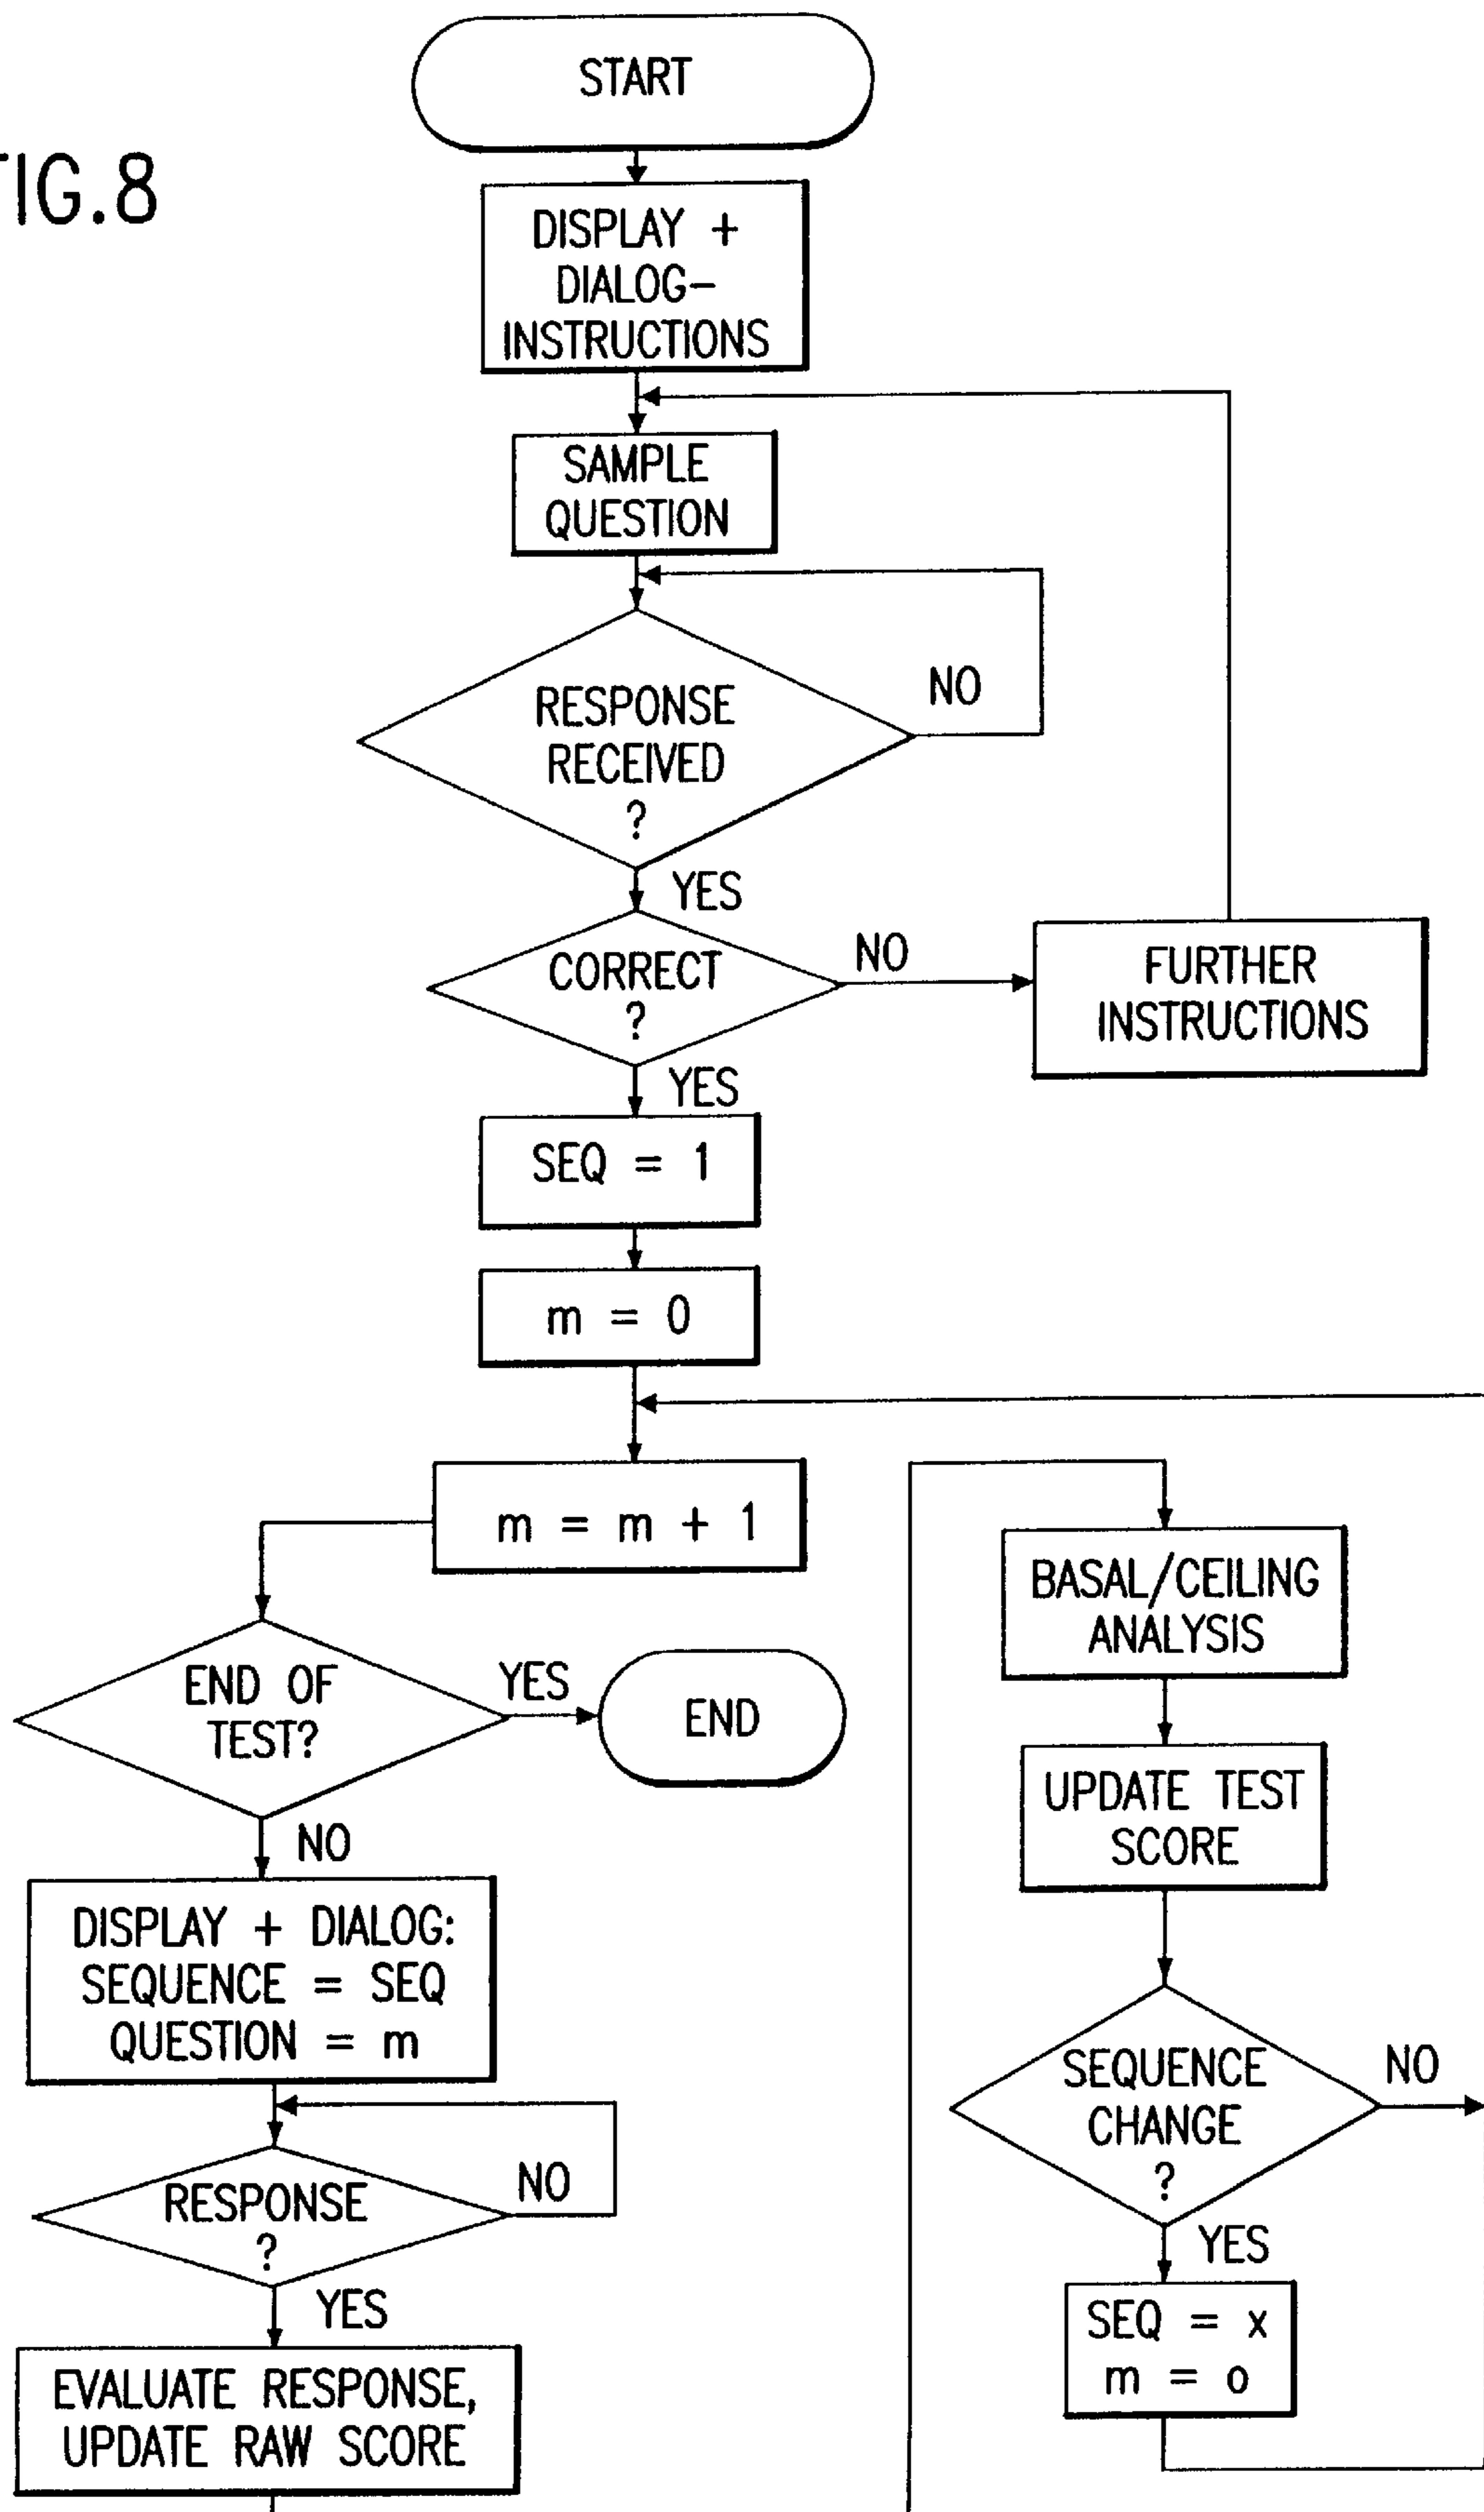 START
FIG.8
DISPLAY +
DIALOG-
INSTRUCTIONS
SAMPLE
QUESTION
RESPONSE
RECEIVED
?
NO
YES
CORRECT
?
NO
FURTHER
INSTRUCTIONS
YES
SEQ = 1
m = 0
m = m + 1
END OF
TEST?
YES
END
NO
DISPLAY + DIALOG:
SEQUENCE = SEQ
QUESTION = m
RESPONSE
?
NO
YES
EVALUATE RESPONSE,
UPDATE RAW SCORE
BASAL/CEILING
ANALYSIS
UPDATE TEST
SCORE
SEQUENCE
CHANGE
?
NO
YES
SEQ = x
m = o